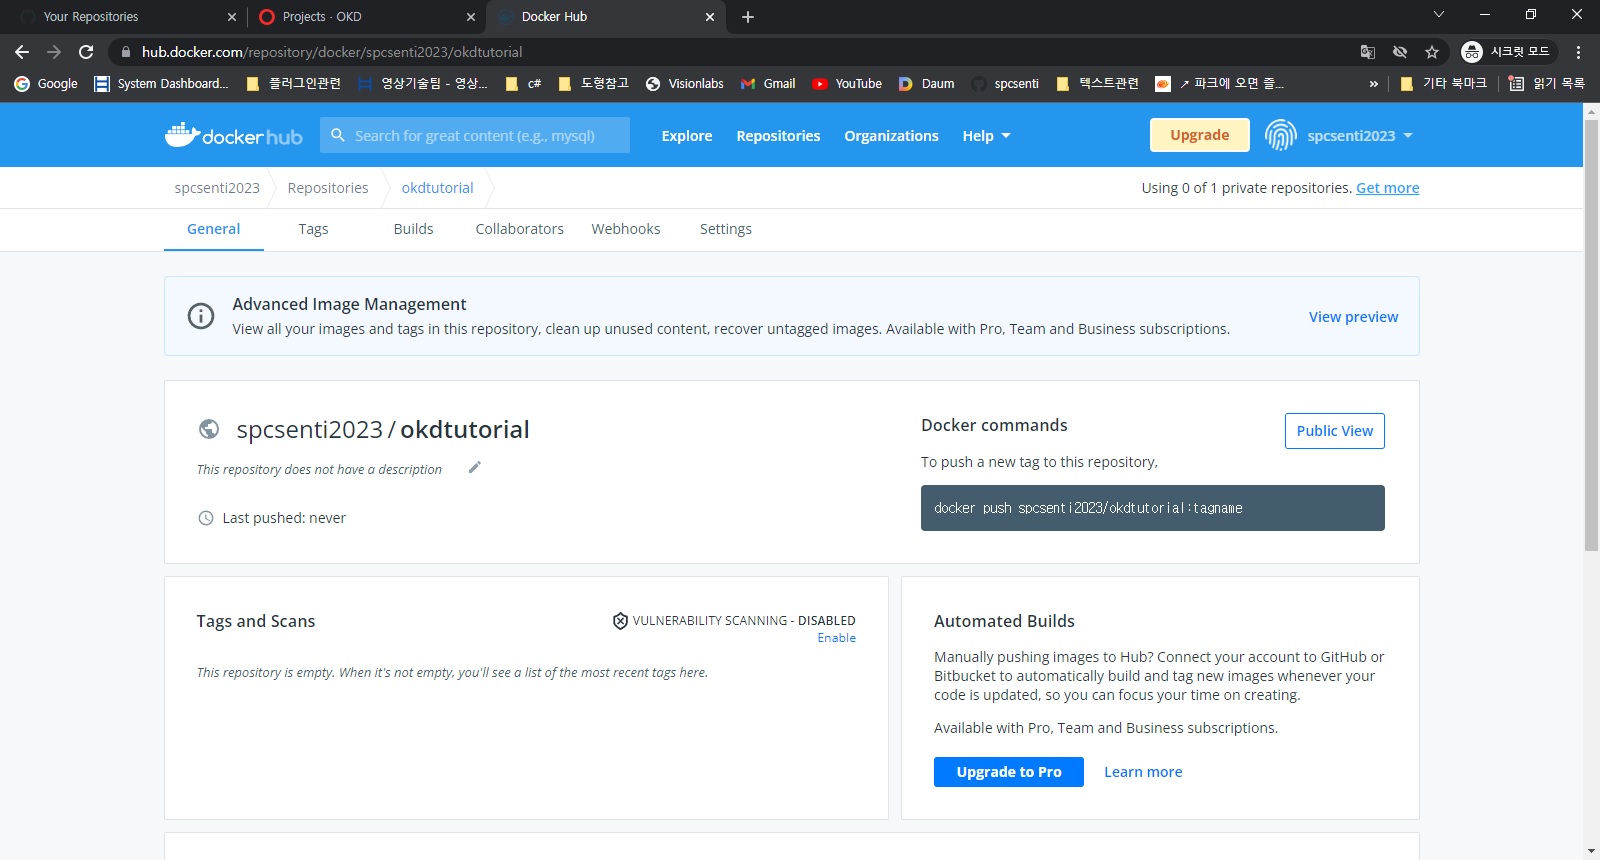 Your Repositories
Projects · OKD
Docker Hub
hub.docker.com/repository/docker/spcsenti2023/okdtutorial
시크릿 모드
Google
System Dashboard...
플러그인관련
영상기술팀 - 영상...
c#
도형참고
Visionlabs
Gmail
YouTube
Daum
spcsenti
텍스트관련
↗ 파크에 오면 즐...
»
기타 북마크
읽기 목록
dockerhub
Search for great content (e.g., mysql)
Explore
Repositories
Organizations
Help
Upgrade
spcsenti2023
spcsenti2023
Repositories
okdtutorial
Using 0 of 1 private repositories. Get more
General
Tags
Builds
Collaborators
Webhooks
Settings
Advanced Image Management
View all your images and tags in this repository, clean up unused content, recover untagged images. Available with Pro, Team and Business subscriptions.
View preview
spcsenti2023 / okdtutorial
This repository does not have a description
Last pushed: never
Docker commands
Public View
To push a new tag to this repository,
docker push spcsenti2023/okdtutorial:tagname
Tags and Scans
VULNERABILITY SCANNING - DISABLED
Enable
This repository is empty. When it's not empty, you'll see a list of the most recent tags here.
Automated Builds
Manually pushing images to Hub? Connect your account to GitHub or
Bitbucket to automatically build and tag new images whenever your
code is updated, so you can focus your time on creating.
Available with Pro, Team and Business subscriptions.
Upgrade to Pro
Learn more